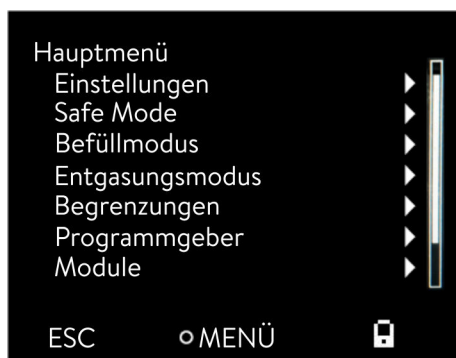 Hauptmenü
Einstellungen
Safe Mode
Befüllmodus
Entgasungsmodus
Begrenzungen
Programmgeber
Module
ESC MENÜ